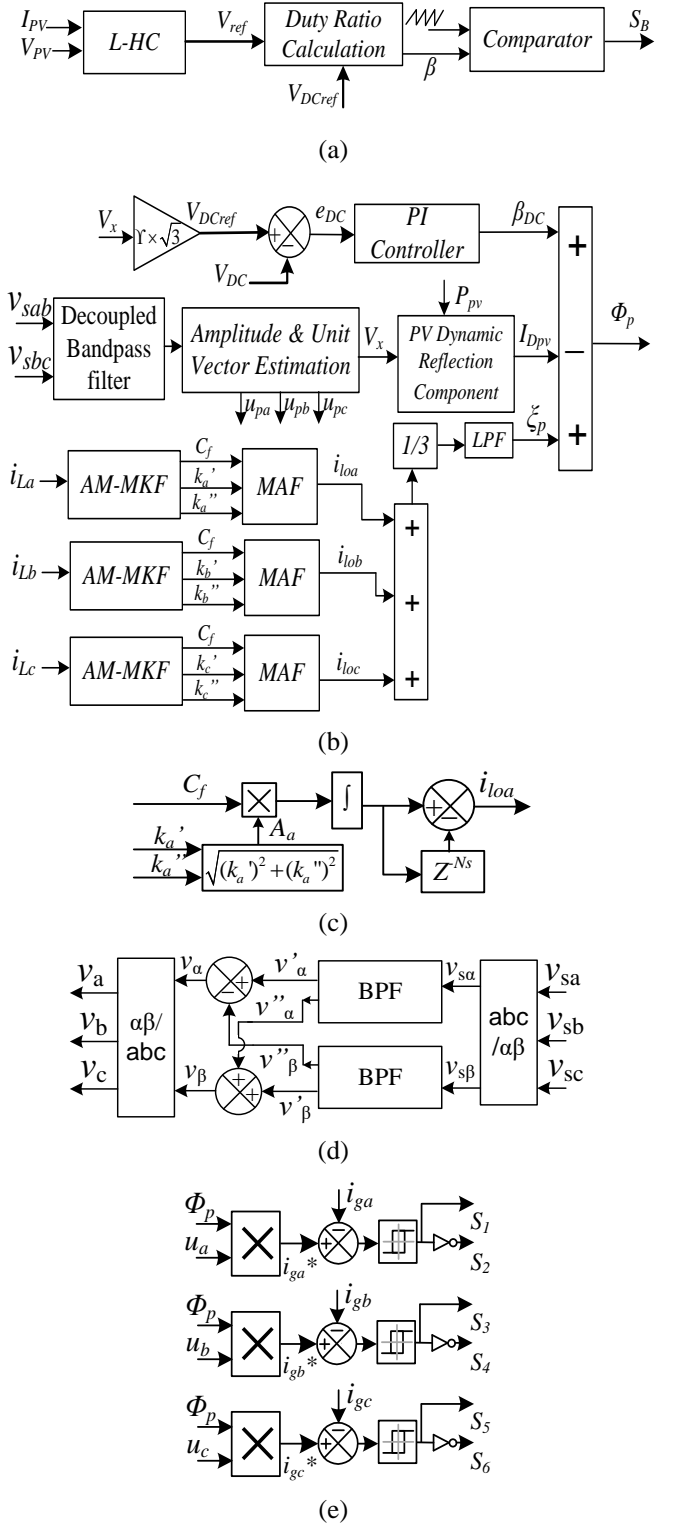 I_PV
V_PV
L-HC
V_ref
Duty Ratio
Calculation
V_DCref
β
Comparator
S_B
(a)
V_x
ϒ×√3
V_DCref
+
−
V_DC
e_DC
PI
Controller
β_DC
+
−
+
Φ_p
v_sab
v_sbc
Decoupled
Bandpass
filter
Amplitude & Unit
Vector Estimation
u_pa u_pb u_pc
V_x
P_pv
PV Dynamic
Reflection
Component
I_Dpv
1/3
LPF
ξ_p
i_La
AM-MKF
C_f
k_a'
k_a''
MAF
i_loa
+
i_Lb
AM-MKF
C_f
k_b'
k_b''
MAF
i_lob
+
i_Lc
AM-MKF
C_f
k_c'
k_c''
MAF
i_loc
+
(b)
C_f
×
∫
+
−
i_loa
k_a'
k_a''
A_a
√(k_a')²+(k_a'')²
Z^-Ns
(c)
v_a
v_b
v_c
αβ/
abc
v_α
v_β
−
+
+
+
v'_α
v''_α
v''_β
v'_β
BPF
BPF
v_sα
v_sβ
abc
/αβ
v_sa
v_sb
v_sc
(d)
Φ_p
u_a
×
i_ga*
+
−
i_ga
S_1
S_2
Φ_p
u_b
×
i_gb*
+
−
i_gb
S_3
S_4
Φ_p
u_c
×
i_gc*
+
−
i_gc
S_5
S_6
(e)